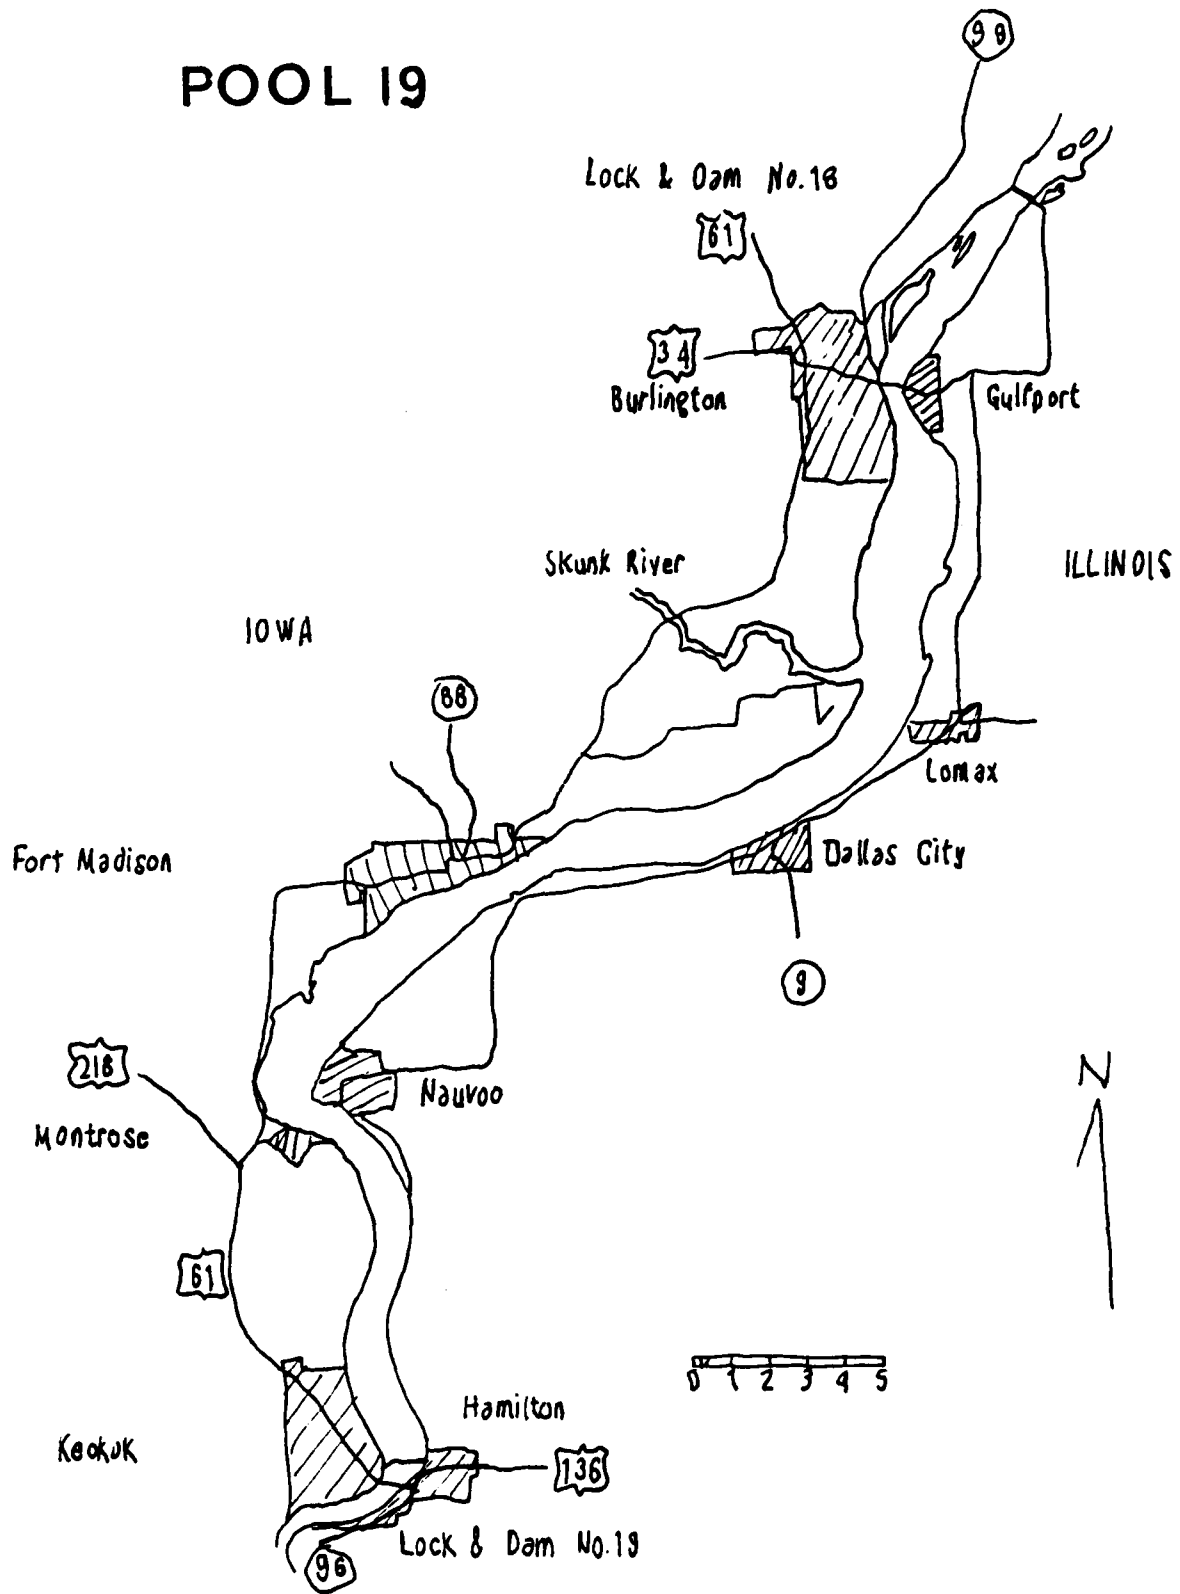 POOL 19
99
Lock & Dam No. 18
61
34
Burlington
Gulfport
Skunk River
ILLINOIS
IOWA
88
Lomax
Fort Madison
Dallas City
9
218
Nauvoo
N
Montrose
61
0 1 2 3 4 5
Hamilton
Keokuk
136
Lock & Dam No. 19
96